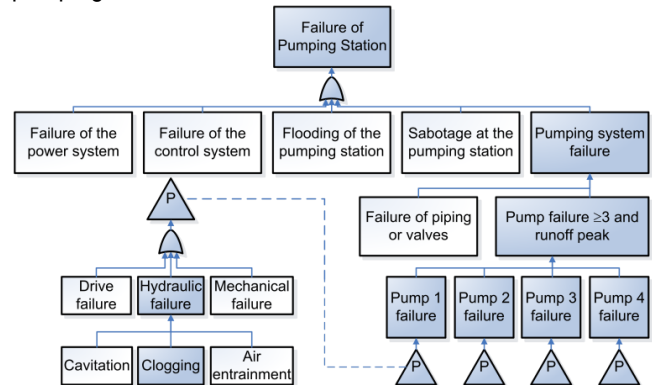 Failure of
Pumping Station
Failure of the
power system
Failure of the
control system
Flooding of the
pumping station
Sabotage at the
pumping station
Pumping system
failure
P
Failure of piping
or valves
Pump failure ≥3 and
runoff peak
Drive
failure
Hydraulic
failure
Mechanical
failure
Pump 1
failure
Pump 2
failure
Pump 3
failure
Pump 4
failure
Cavitation
Clogging
Air
entrainment
P
P
P
P